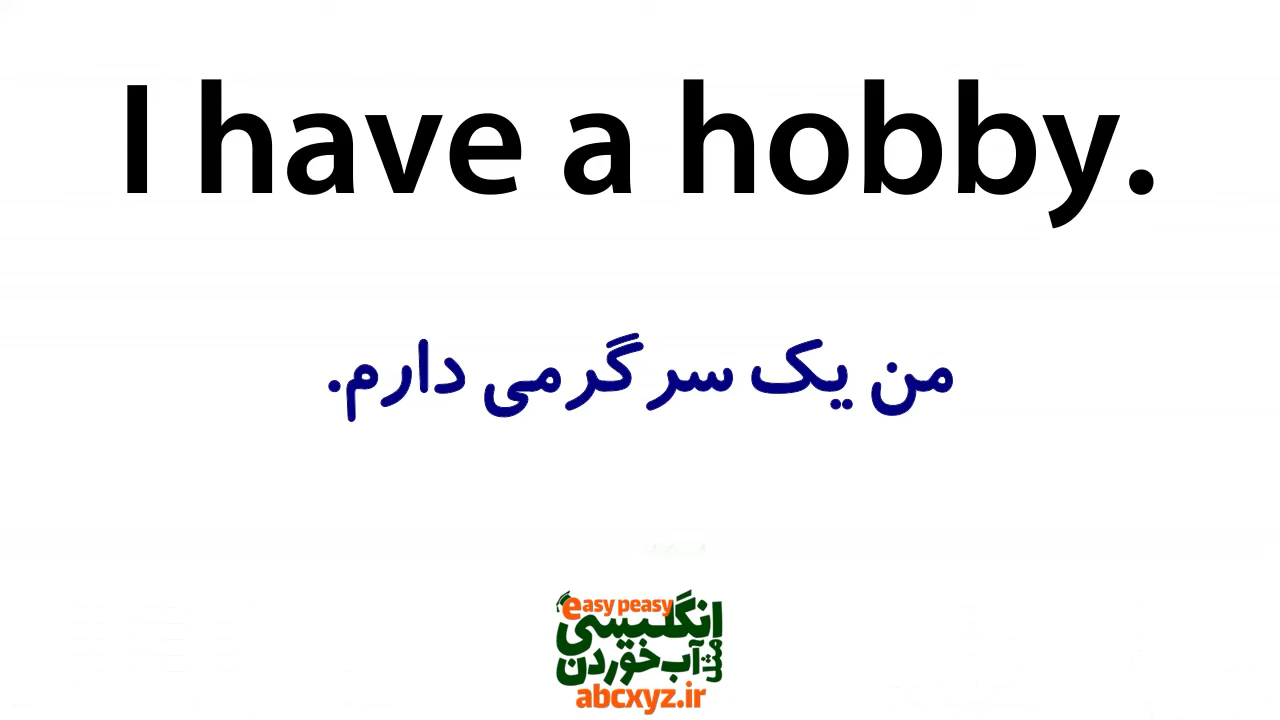 I have a hobby.
من یک سرگرمی دارم.
easy peasy
انگلیسی
مثل آب خوردن
abcxyz.ir